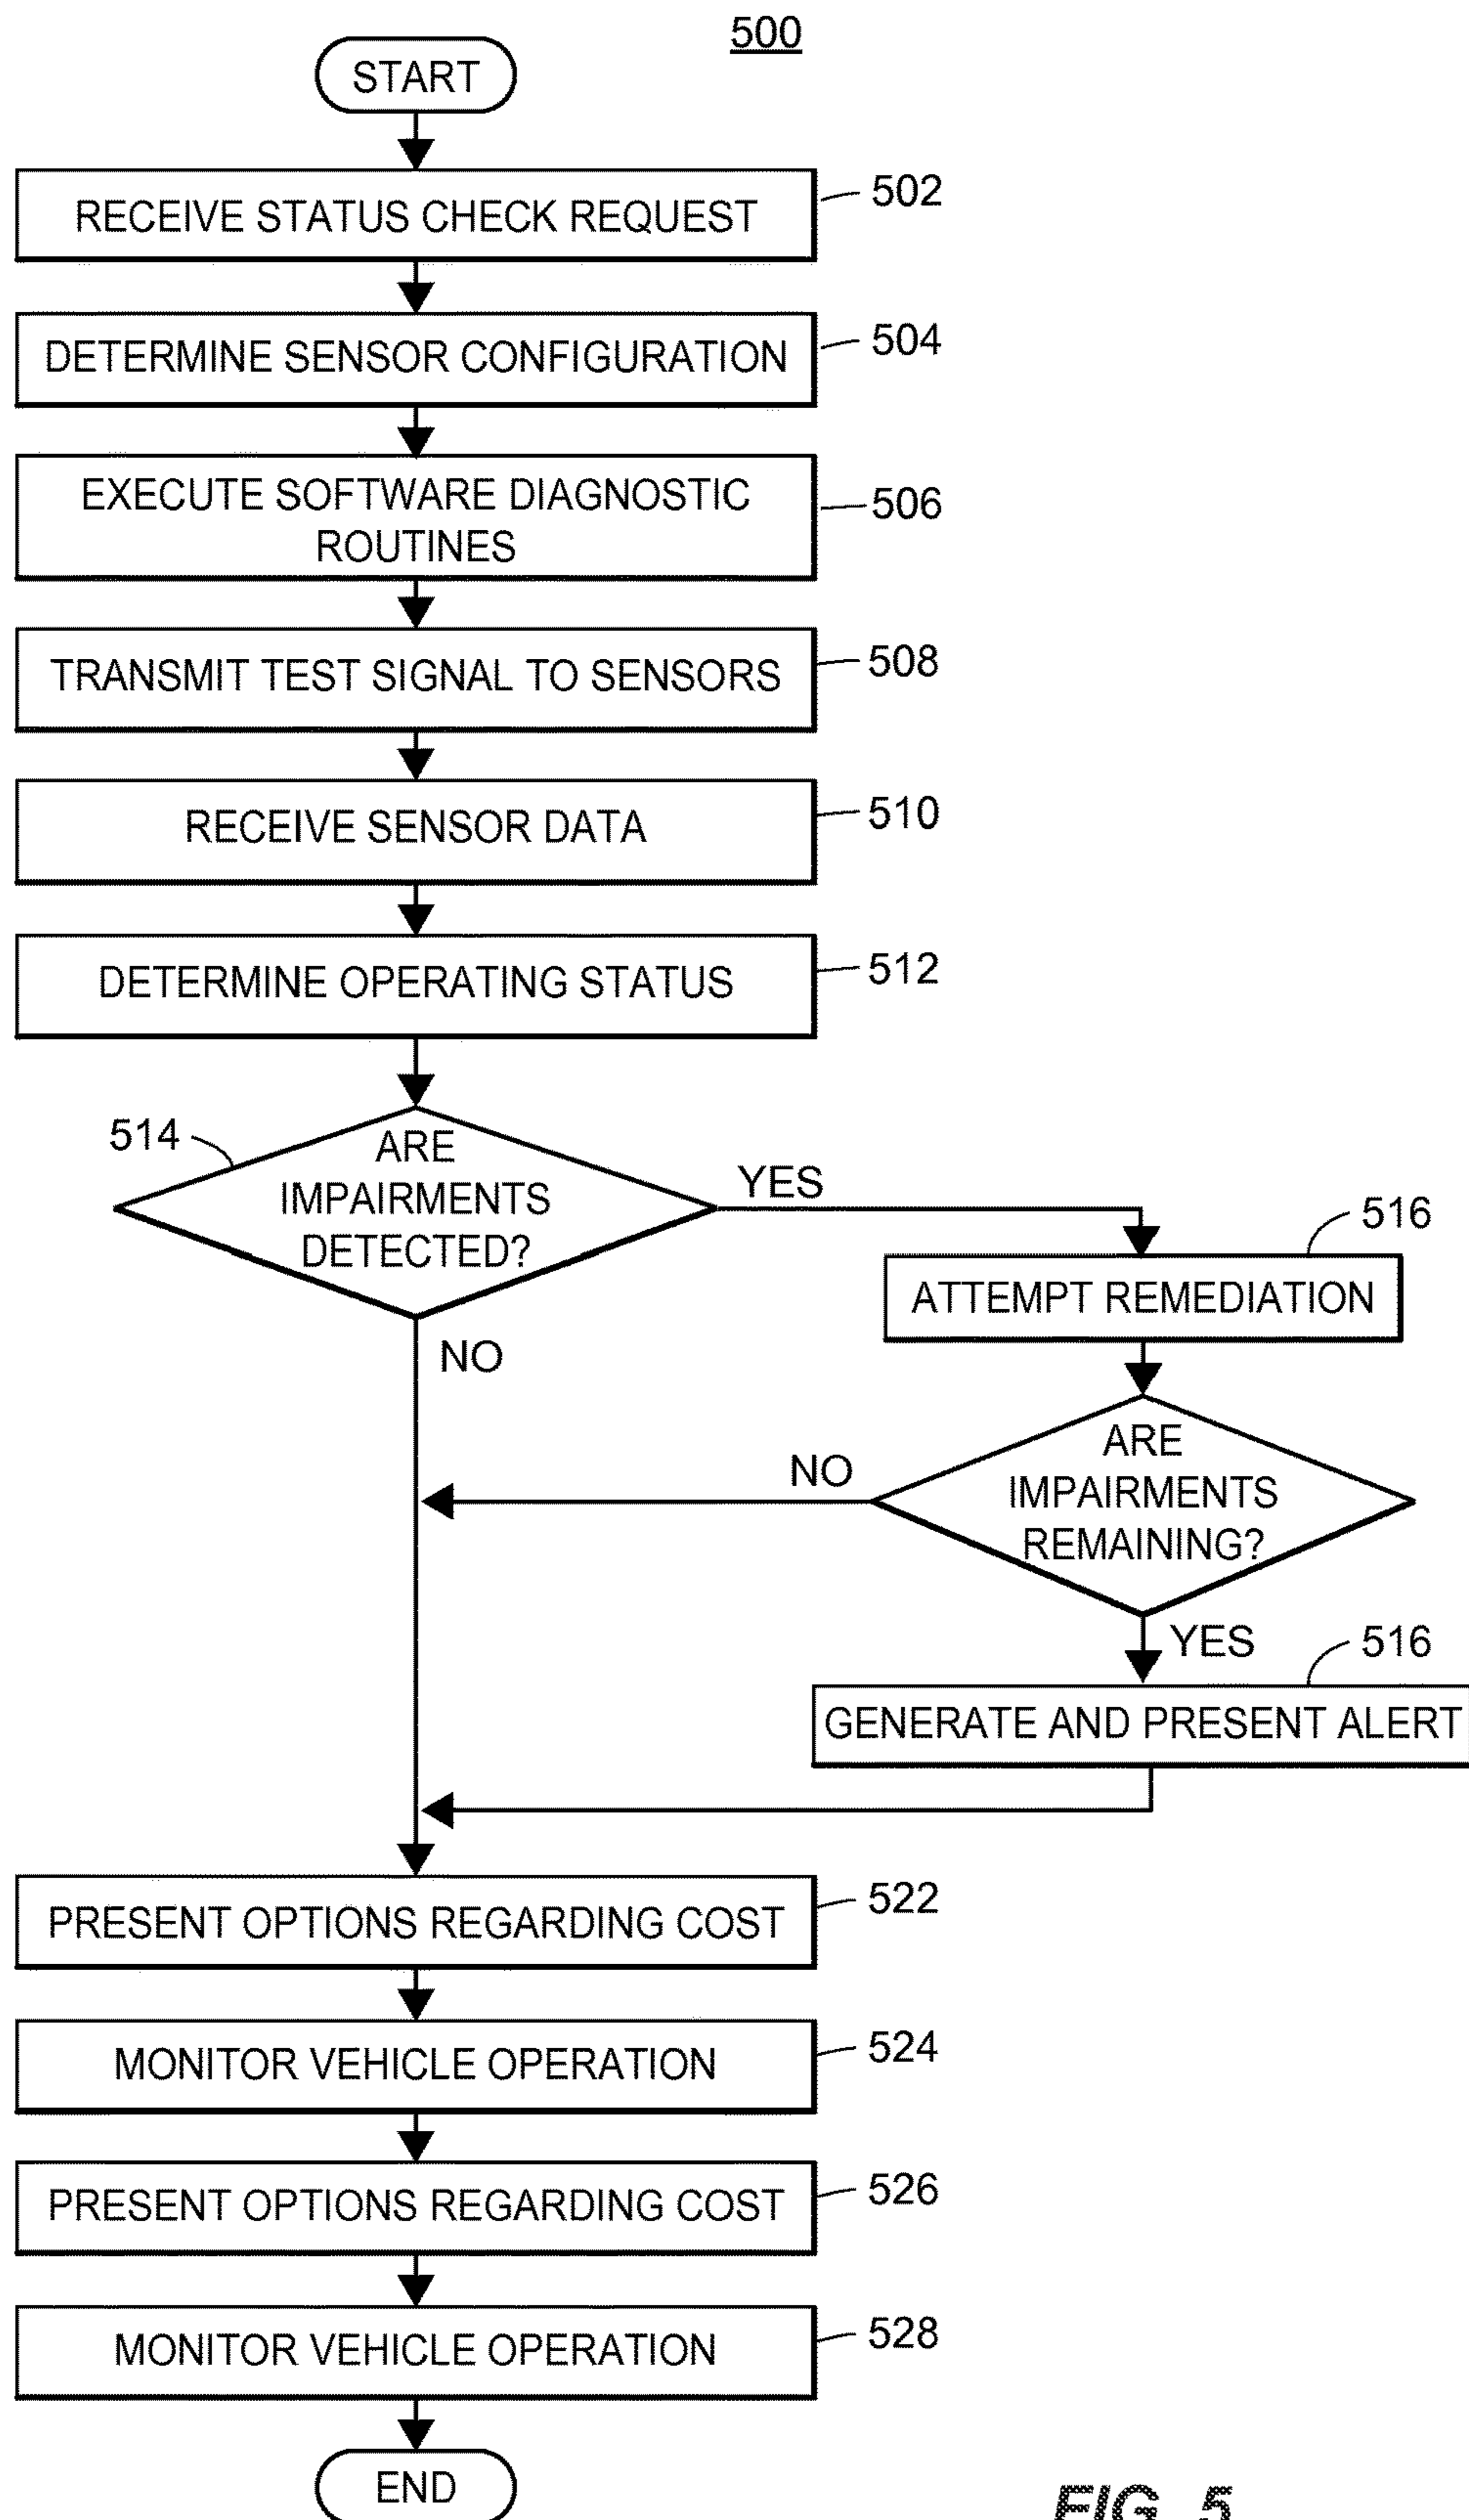 500
START
RECEIVE STATUS CHECK REQUEST
502
DETERMINE SENSOR CONFIGURATION
504
EXECUTE SOFTWARE DIAGNOSTIC
ROUTINES
506
TRANSMIT TEST SIGNAL TO SENSORS
508
RECEIVE SENSOR DATA
510
DETERMINE OPERATING STATUS
512
514
ARE
IMPAIRMENTS
DETECTED?
YES
NO
516
ATTEMPT REMEDIATION
ARE
IMPAIRMENTS
REMAINING?
NO
YES
516
GENERATE AND PRESENT ALERT
PRESENT OPTIONS REGARDING COST
522
MONITOR VEHICLE OPERATION
524
PRESENT OPTIONS REGARDING COST
526
MONITOR VEHICLE OPERATION
528
END
FIG. 5